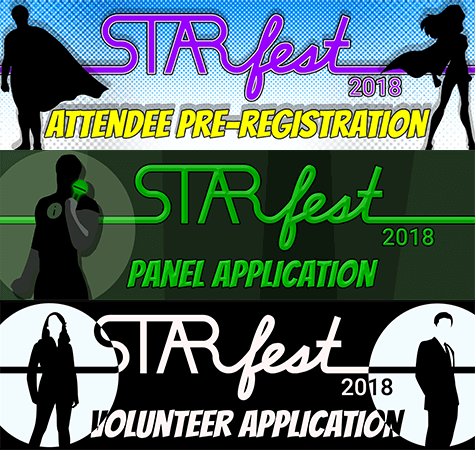 STARfest
2018
ATTENDEE PRE-REGISTRATION
STARfest
2018
PANEL APPLICATION
i
STARfest
2018
VOLUNTEER APPLICATION